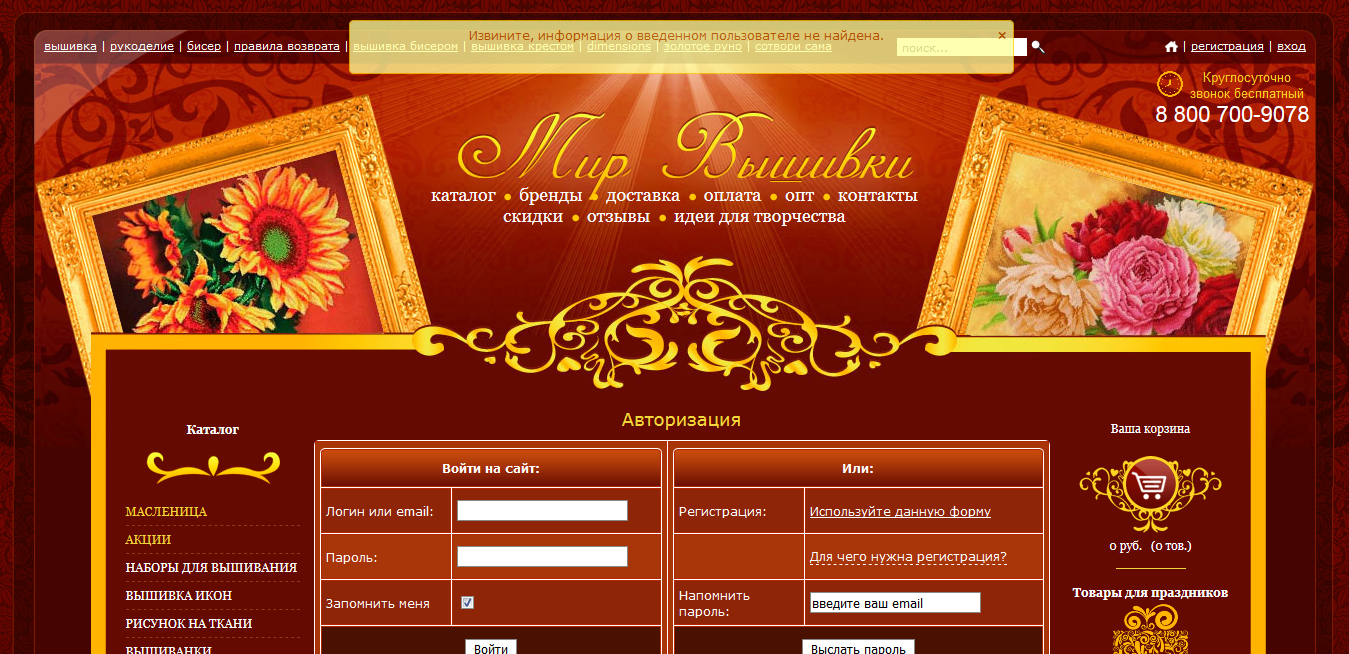 Извините, информация о введенном пользователе не найдена. ×
вышивка | рукоделие | бисер | правила возврата | вышивка бисером | вышивка крестом | dimensions | золотое руно | сотвори сама
поиск...
| регистрация | вход
Круглосуточно
звонок бесплатный
8 800 700-9078
Мир Вышивки
каталог • бренды • доставка • оплата • опт • контакты
скидки • отзывы • идеи для творчества
Каталог
МАСЛЕНИЦА
АКЦИИ
НАБОРЫ ДЛЯ ВЫШИВАНИЯ
ВЫШИВКА ИКОН
РИСУНОК НА ТКАНИ
ВЫШИВАНКИ
Авторизация
Войти на сайт:
Логин или email:
Пароль:
Запомнить меня
Войти
Или:
Регистрация: Используйте данную форму
Для чего нужна регистрация?
Напомнить
пароль:
введите ваш email
Выслать пароль
Ваша корзина
0 руб. (0 тов.)
Товары для праздников